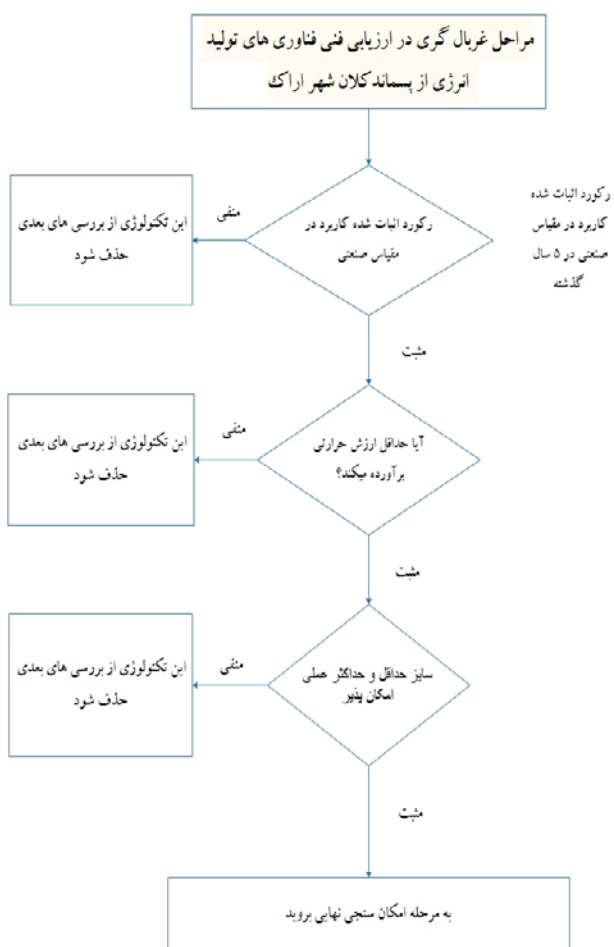 مراحل غربال گری در ارزیابی فنی فناوری های تولید
انرژی از پسماندکلان شهر اراک
رکورد اثبات شده
کاربرد در مقیاس
صنعتی در ۵ سال
گذشته
رکورد اثبات شده کاربرد در
مقیاس صنعتی
منفی
این تکنولوژی از بررسی های بعدی
حذف شود
مثبت
آیا حداقل ارزش حرارتی
برآورده میکند؟
منفی
این تکنولوژی از بررسی های بعدی
حذف شود
مثبت
سایز حداقل و حداکثر عملی
امکان پذیر
منفی
این تکنولوژی از بررسی های بعدی
حذف شود
مثبت
به مرحله امکان سنجی نهایی بروید